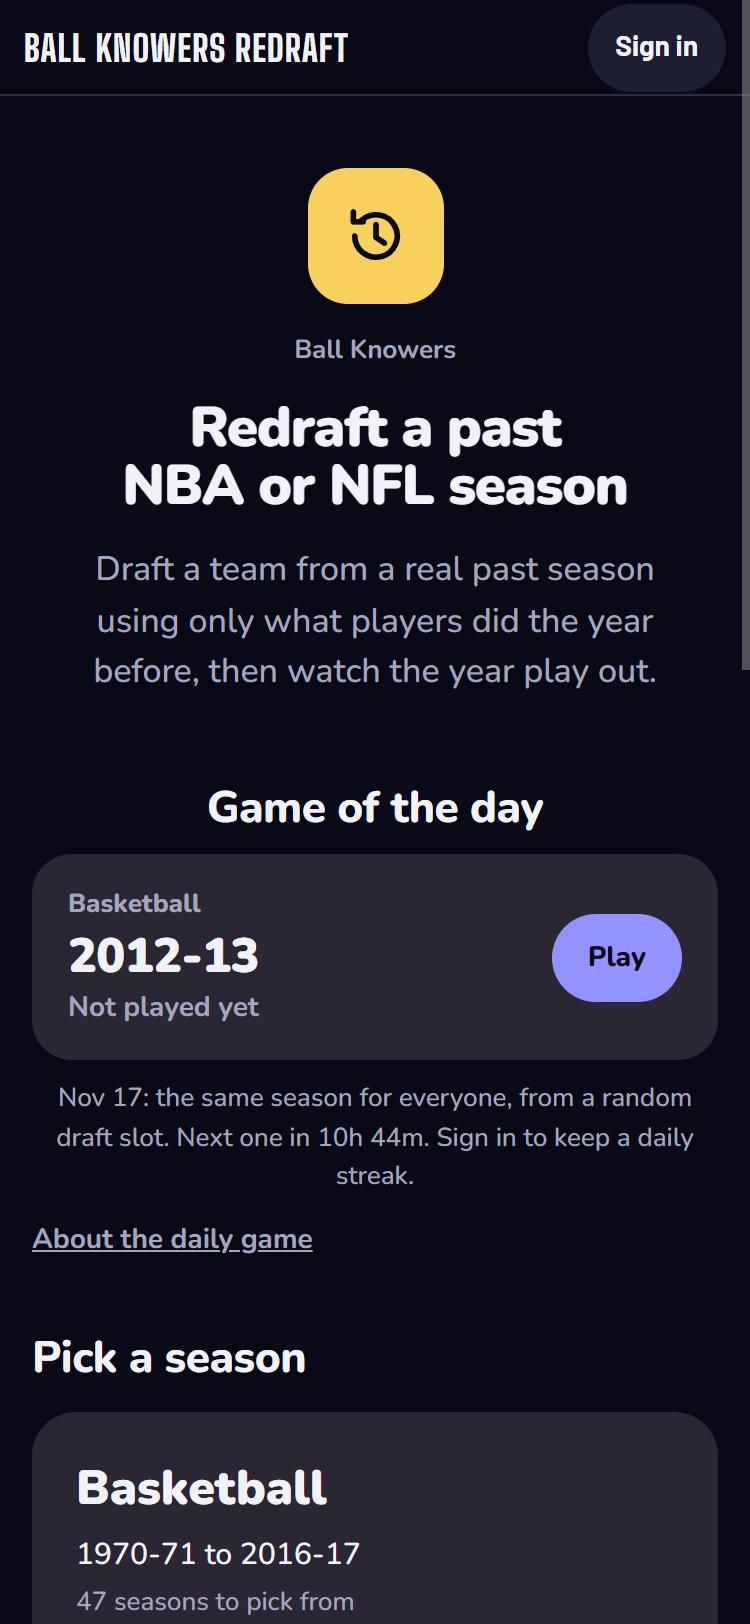 BALL KNOWERS REDRAFT
Sign in
Ball Knowers
Redraft a past
NBA or NFL season
Draft a team from a real past season
using only what players did the year
before, then watch the year play out.
Game of the day
Basketball
2012-13
Not played yet
Play
Nov 17: the same season for everyone, from a random
draft slot. Next one in 10h 44m. Sign in to keep a daily
streak.
About the daily game
Pick a season
Basketball
1970-71 to 2016-17
47 seasons to pick from